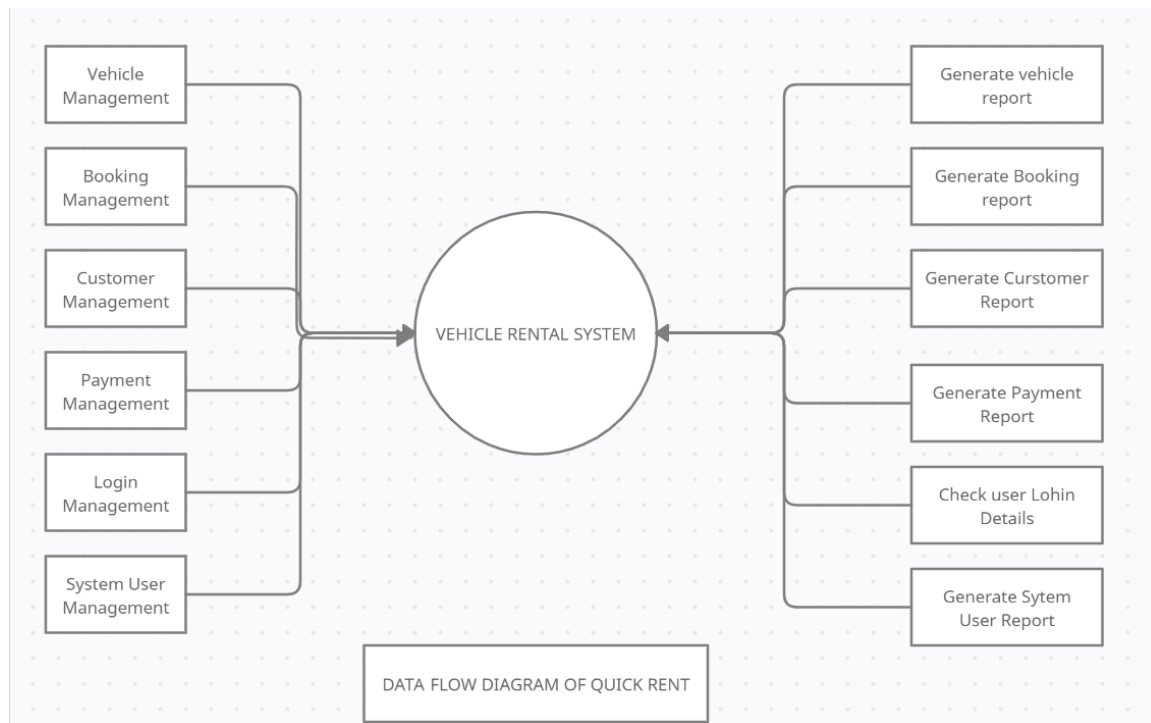 Vehicle
Management
Booking
Management
Customer
Management
Payment
Management
Login
Management
System User
Management
VEHICLE RENTAL SYSTEM
Generate vehicle
report
Generate Booking
report
Generate Curstomer
Report
Generate Payment
Report
Check user Lohin
Details
Generate Sytem
User Report
DATA FLOW DIAGRAM OF QUICK RENT